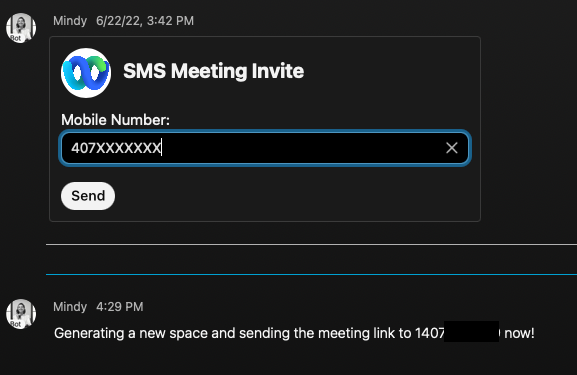 Mindy 6/22/22, 3:42 PM
Bot
SMS Meeting Invite
Mobile Number:
407XXXXXXX
Send
Mindy 4:29 PM
Bot
Generating a new space and sending the meeting link to 1407 now!